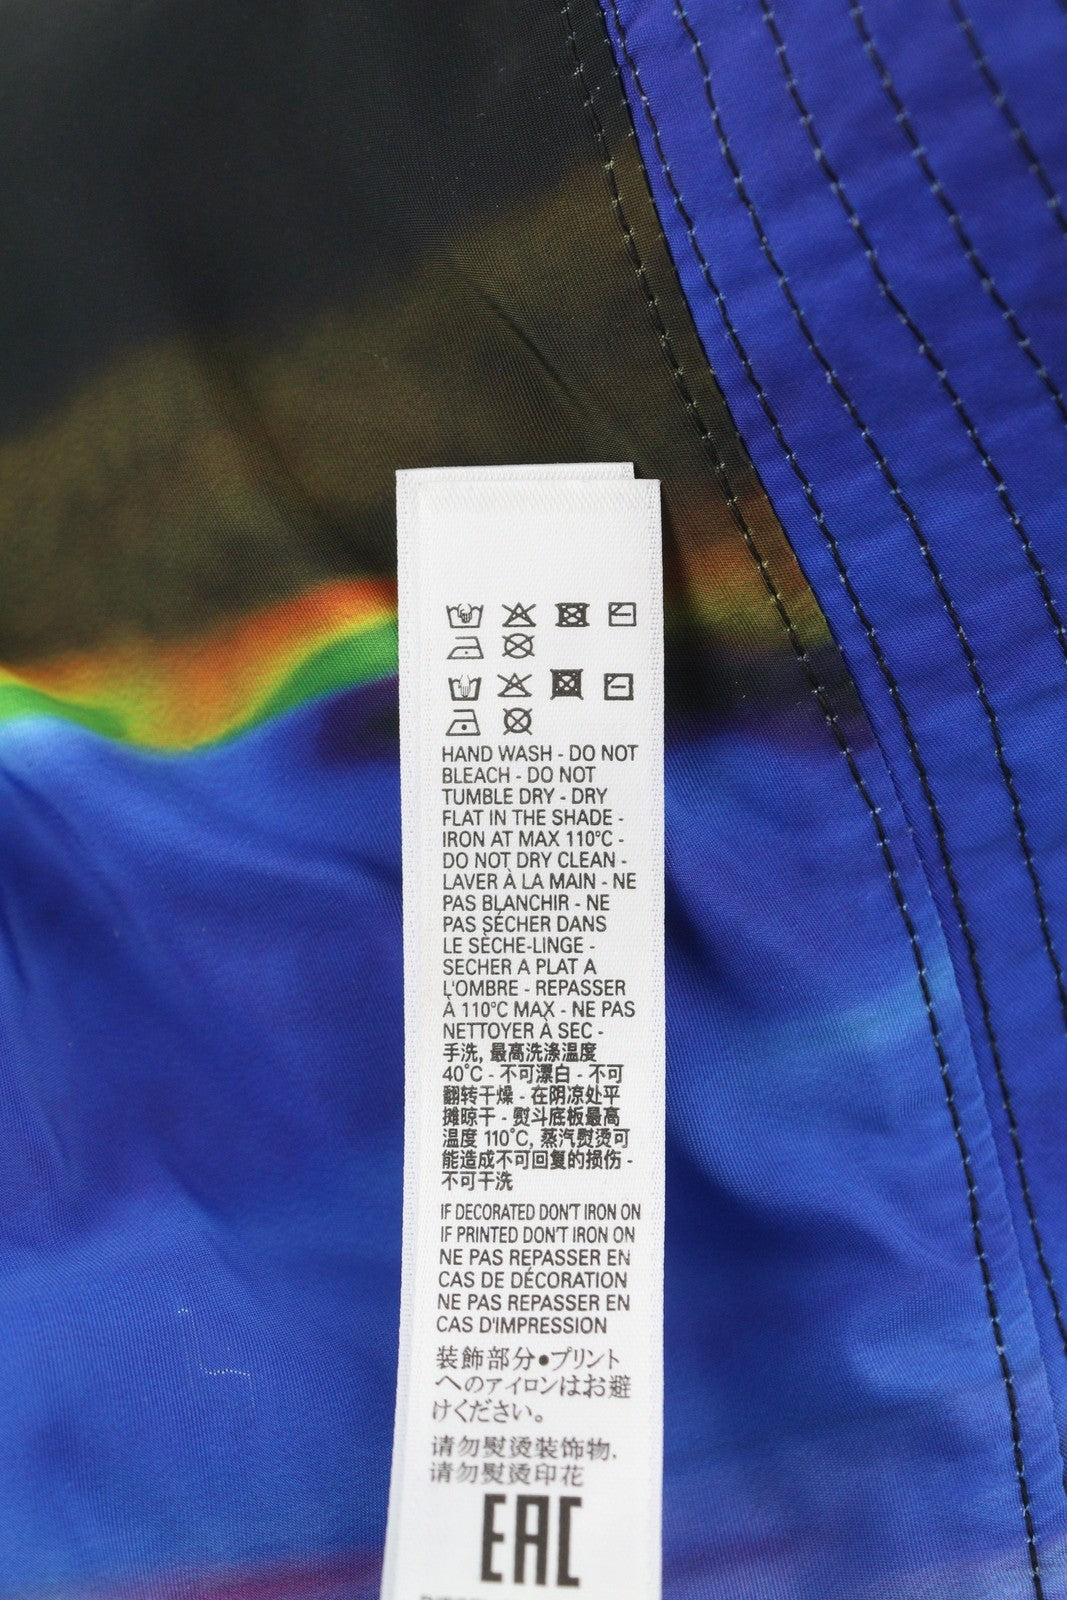 HAND WASH - DO NOT
BLEACH - DO NOT
TUMBLE DRY - DRY
FLAT IN THE SHADE -
IRON AT MAX 110°C -
DO NOT DRY CLEAN -
LAVER À LA MAIN - NE
PAS BLANCHIR - NE
PAS SÉCHER DANS
LE SÈCHE-LINGE -
SECHER A PLAT A
L'OMBRE - REPASSER
À 110°C MAX - NE PAS
NETTOYER À SEC -
手洗, 最高洗涤温度
40°C - 不可漂白 - 不可
翻转干燥 - 在阴凉处平
摊晾干 - 熨斗底板最高
温度 110°C, 蒸汽熨烫可
能造成不可回复的损伤 -
不可干洗
IF DECORATED DON'T IRON ON
IF PRINTED DON'T IRON ON
NE PAS REPASSER EN
CAS DE DÉCORATION
NE PAS REPASSER EN
CAS D'IMPRESSION
装飾部分•プリント
へのアイロンはお避
けください。
请勿熨烫装饰物.
请勿熨烫印花
EAC